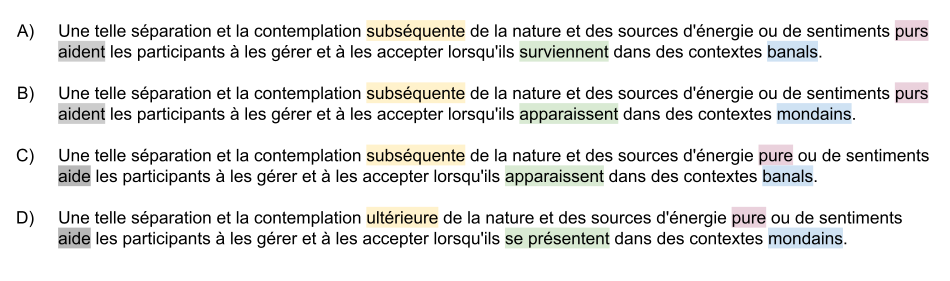 A) Une telle séparation et la contemplation subséquente de la nature et des sources d'énergie ou de sentiments purs
aident les participants à les gérer et à les accepter lorsqu'ils surviennent dans des contextes banals.
B) Une telle séparation et la contemplation subséquente de la nature et des sources d'énergie ou de sentiments purs
aident les participants à les gérer et à les accepter lorsqu'ils apparaissent dans des contextes mondains.
C) Une telle séparation et la contemplation subséquente de la nature et des sources d'énergie pure ou de sentiments
aide les participants à les gérer et à les accepter lorsqu'ils apparaissent dans des contextes banals.
D) Une telle séparation et la contemplation ultérieure de la nature et des sources d'énergie pure ou de sentiments
aide les participants à les gérer et à les accepter lorsqu'ils se présentent dans des contextes mondains.